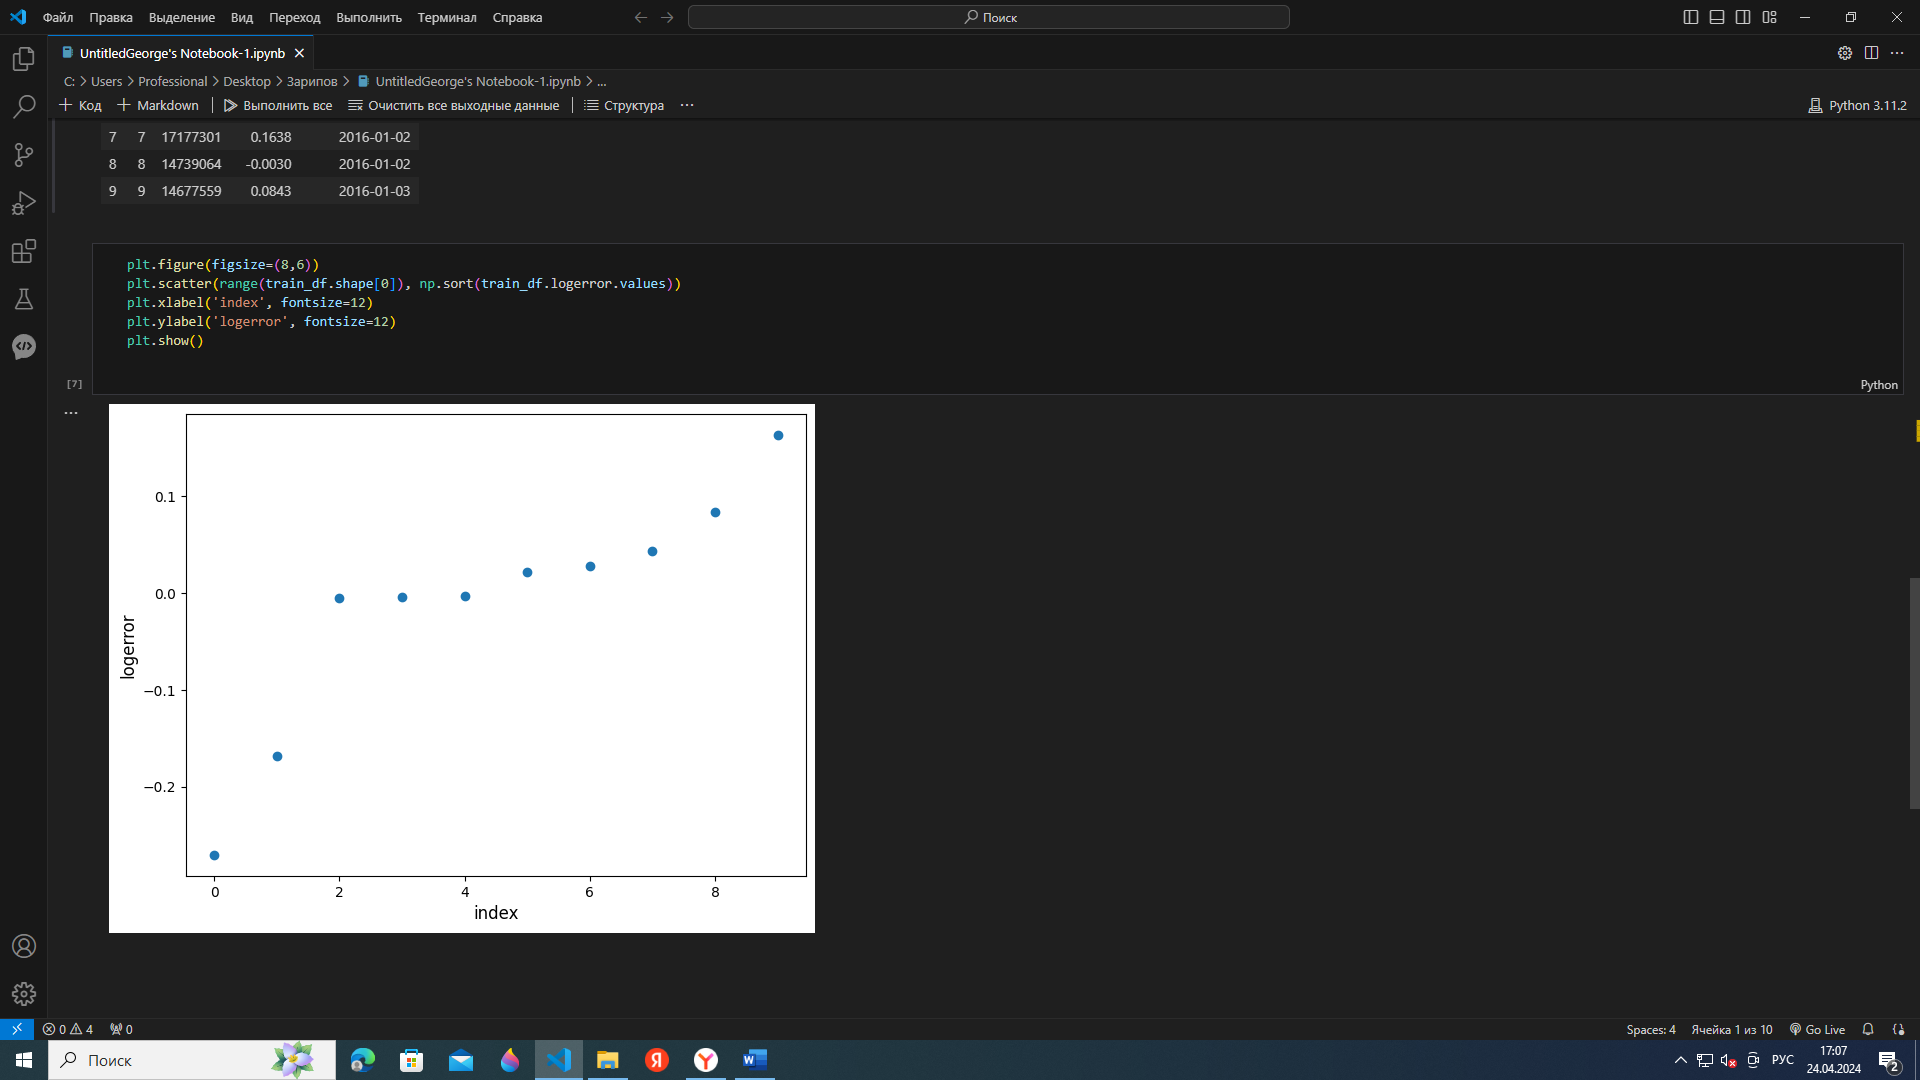 Файл Правка Выделение Вид Переход Выполнить Терминал Справка
Поиск
UntitledGeorge's Notebook-1.ipynb
C: > Users > Professional > Desktop > Зарипов > UntitledGeorge's Notebook-1.ipynb > ...
+ Код + Markdown Выполнить все Очистить все выходные данные Структура ...
Python 3.11.2
7 7 17177301 0.1638 2016-01-02
8 8 14739064 -0.0030 2016-01-02
9 9 14677559 0.0843 2016-01-03
plt.figure(figsize=(8,6))
plt.scatter(range(train_df.shape[0]), np.sort(train_df.logerror.values))
plt.xlabel('index', fontsize=12)
plt.ylabel('logerror', fontsize=12)
plt.show()
[7]
Python
...
0.1
0.0
−0.1
−0.2
logerror
0 2 4 6 8
index
0 4 0
Spaces: 4 Ячейка 1 из 10 Go Live
Поиск
РУС
17:07
24.04.2024
2